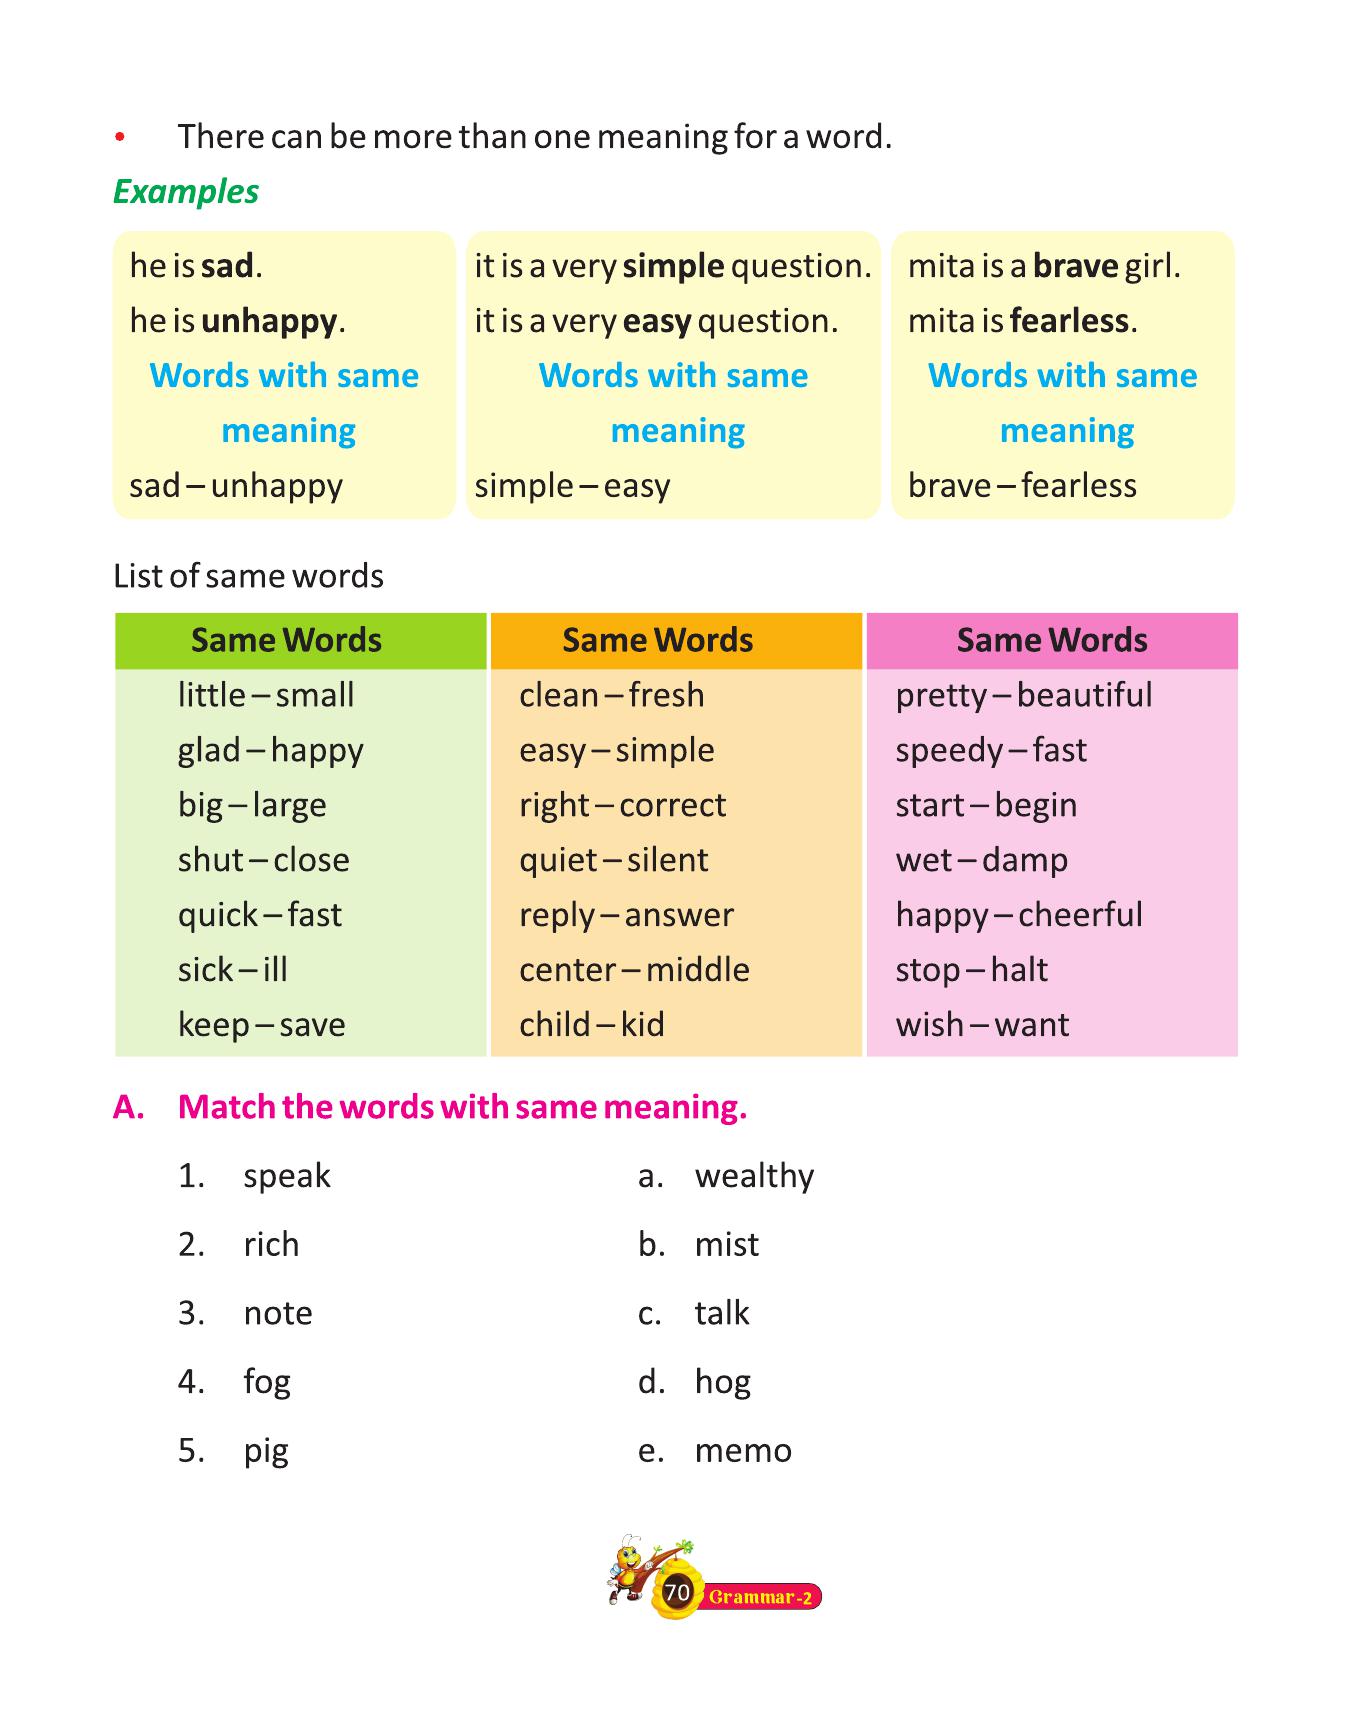 • There can be more than one meaning for a word.
Examples
he is sad.
he is unhappy.
Words with same
meaning
sad – unhappy
it is a very simple question.
it is a very easy question.
Words with same
meaning
simple – easy
mita is a brave girl.
mita is fearless.
Words with same
meaning
brave – fearless
List of same words
Same Words
little – small
glad – happy
big – large
shut – close
quick – fast
sick – ill
keep – save
Same Words
clean – fresh
easy – simple
right – correct
quiet – silent
reply – answer
center – middle
child – kid
Same Words
pretty – beautiful
speedy – fast
start – begin
wet – damp
happy – cheerful
stop – halt
wish – want
A. Match the words with same meaning.
1. speak a. wealthy
2. rich b. mist
3. note c. talk
4. fog d. hog
5. pig e. memo
70 Grammar-2